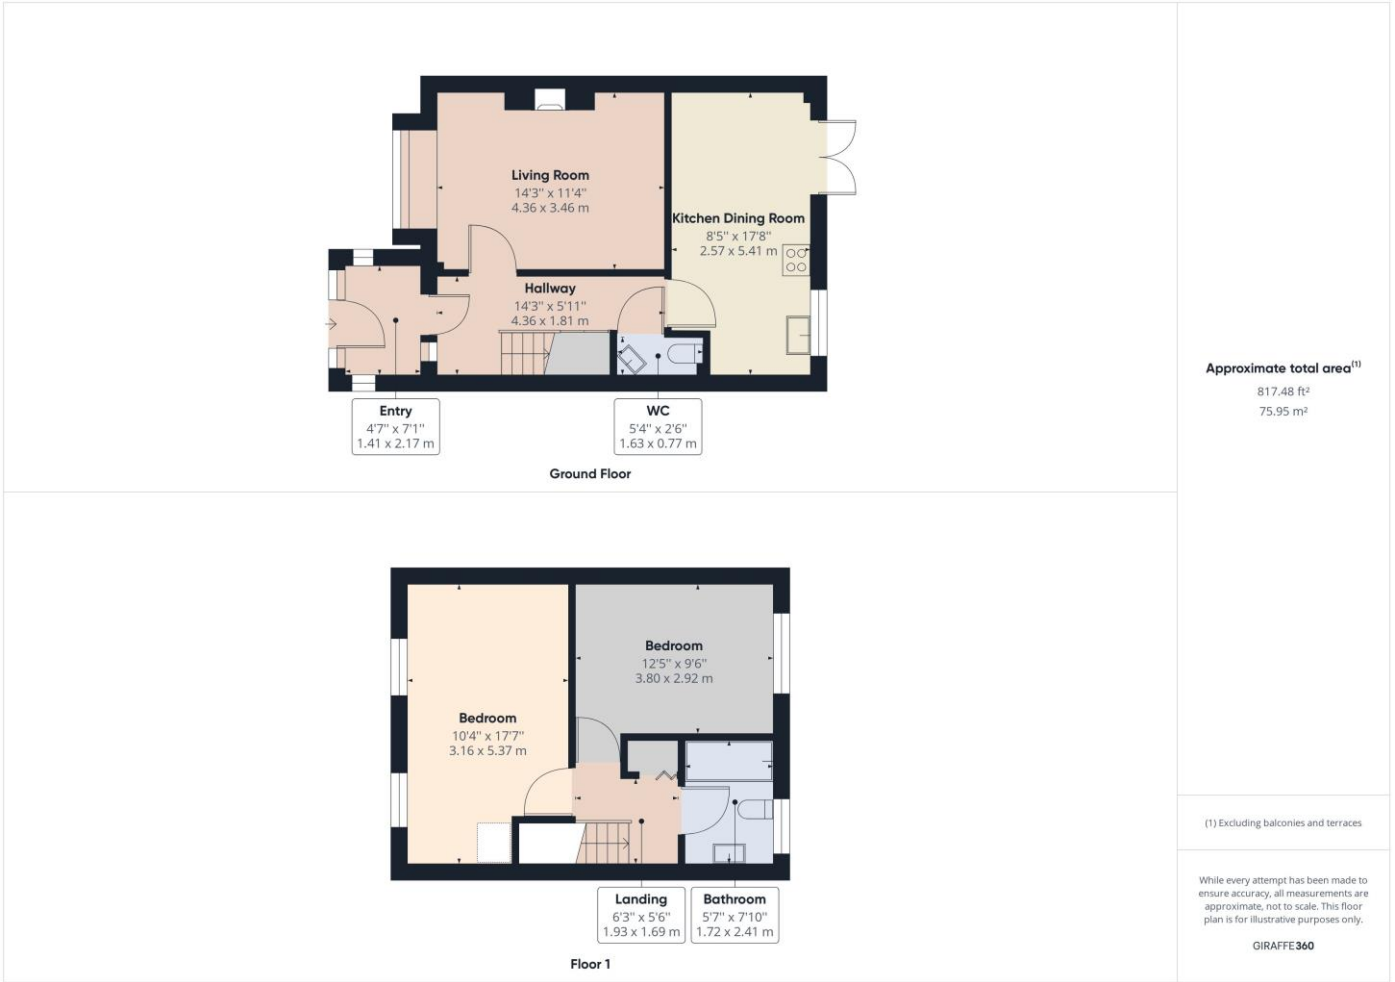 Living Room
14'3" x 11'4"
4.36 x 3.46 m
Kitchen Dining Room
8'5" x 17'8"
2.57 x 5.41 m
Hallway
14'3" x 5'11"
4.36 x 1.81 m
Entry
4'7" x 7'1"
1.41 x 2.17 m
WC
5'4" x 2'6"
1.63 x 0.77 m
Ground Floor
Bedroom
12'5" x 9'6"
3.80 x 2.92 m
Bedroom
10'4" x 17'7"
3.16 x 5.37 m
Landing
6'3" x 5'6"
1.93 x 1.69 m
Bathroom
5'7" x 7'10"
1.72 x 2.41 m
Floor 1
Approximate total area(1)
817.48 ft²
75.95 m²
(1) Excluding balconies and terraces
While every attempt has been made to
ensure accuracy, all measurements are
approximate, not to scale. This floor
plan is for illustrative purposes only.
GIRAFFE360